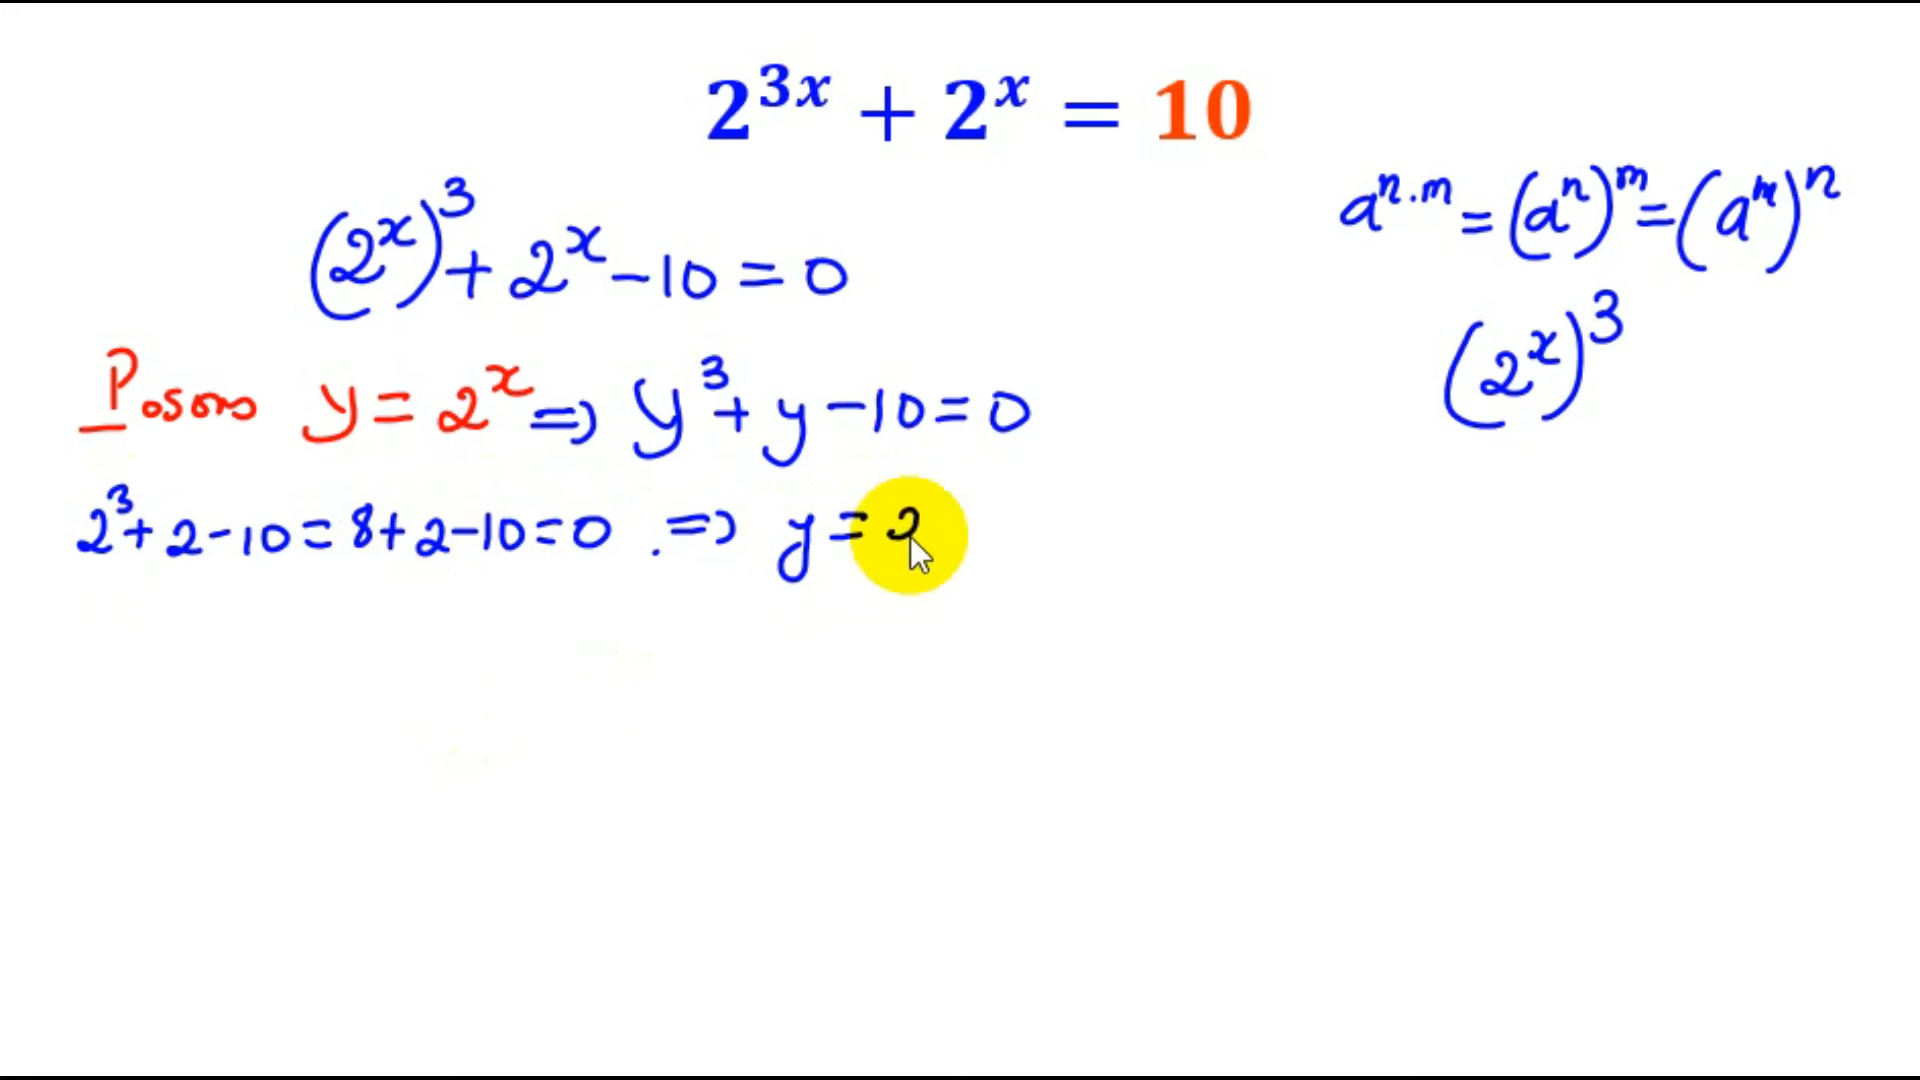 2^{3x} + 2^x = 10
(2^x)^3 + 2^x - 10 = 0
a^{n.m} = (a^n)^m = (a^m)^n
(2^x)^3
Posons y = 2^x => y^3 + y - 10 = 0
2^3 + 2 - 10 = 8 + 2 - 10 = 0 . => y = 2